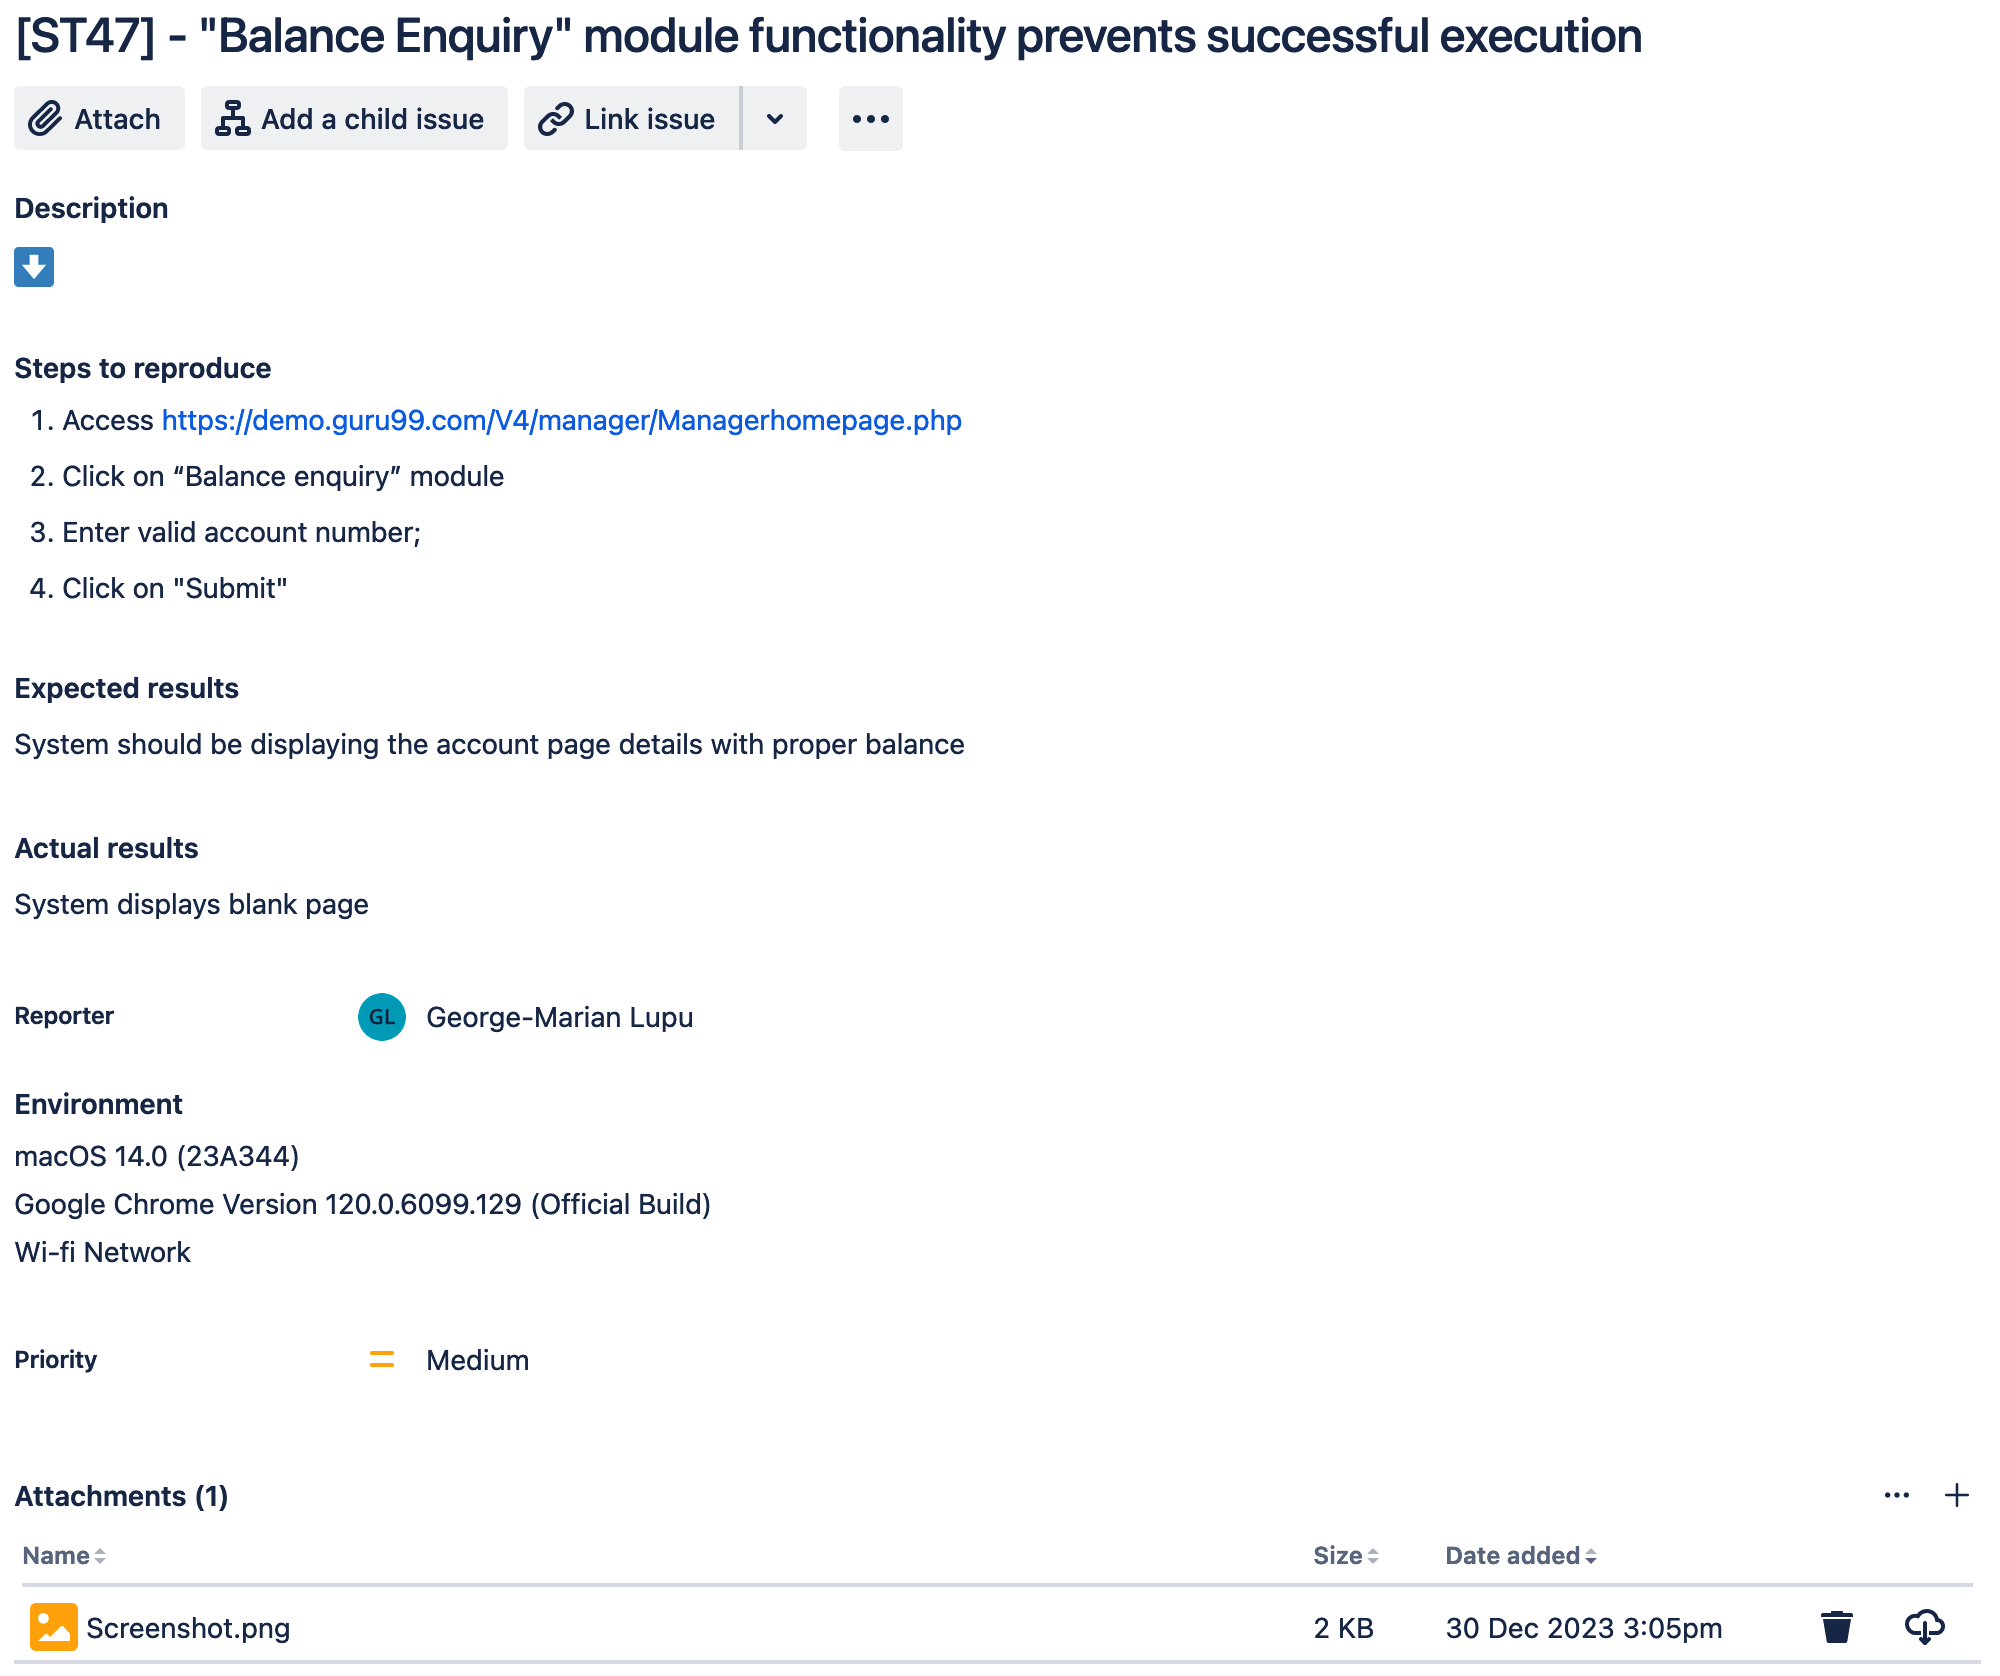 [ST47] - "Balance Enquiry" module functionality prevents successful execution
Attach Add a child issue Link issue
Description
Steps to reproduce
1. Access https://demo.guru99.com/V4/manager/Managerhomepage.php
2. Click on “Balance enquiry” module
3. Enter valid account number;
4. Click on "Submit"
Expected results
System should be displaying the account page details with proper balance
Actual results
System displays blank page
Reporter GL George-Marian Lupu
Environment
macOS 14.0 (23A344)
Google Chrome Version 120.0.6099.129 (Official Build)
Wi-fi Network
Priority Medium
Attachments (1)
Name Size Date added
Screenshot.png 2 KB 30 Dec 2023 3:05pm